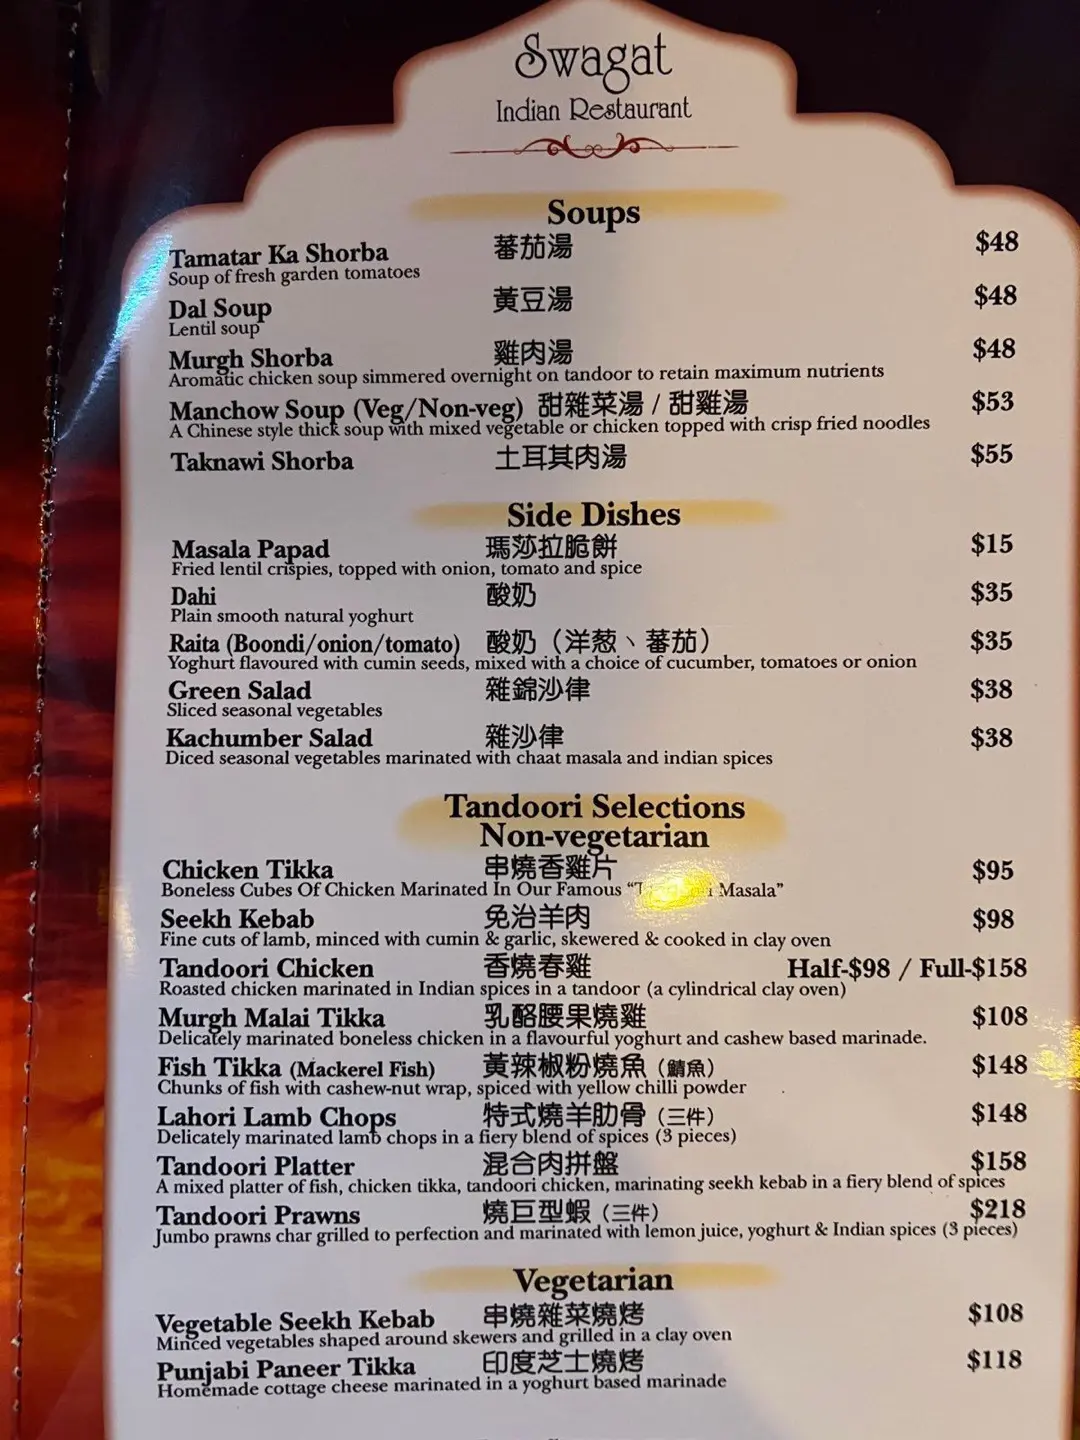 Swagat
Indian Restaurant
Soups
Tamatar Ka Shorba 蕃茄湯 $48
Soup of fresh garden tomatoes
Dal Soup 黃豆湯 $48
Lentil soup
Murgh Shorba 雞肉湯 $48
Aromatic chicken soup simmered overnight on tandoor to retain maximum nutrients
Manchow Soup (Veg/Non-veg) 甜雜菜湯 / 甜雞湯 $53
A Chinese style thick soup with mixed vegetable or chicken topped with crisp fried noodles
Taknawi Shorba 土耳其肉湯 $55
Side Dishes
Masala Papad 瑪莎拉脆餅 $15
Fried lentil crispies, topped with onion, tomato and spice
Dahi 酸奶 $35
Plain smooth natural yoghurt
Raita (Boondi/onion/tomato) 酸奶（洋葱、蕃茄） $35
Yoghurt flavoured with cumin seeds, mixed with a choice of cucumber, tomatoes or onion
Green Salad 雜錦沙律 $38
Sliced seasonal vegetables
Kachumber Salad 雜沙律 $38
Diced seasonal vegetables marinated with chaat masala and indian spices
Tandoori Selections
Non-vegetarian
Chicken Tikka 串燒香雞片 $95
Boneless Cubes Of Chicken Marinated In Our Famous “ Masala”
Seekh Kebab 免治羊肉 $98
Fine cuts of lamb, minced with cumin & garlic, skewered & cooked in clay oven
Tandoori Chicken 香燒春雞 Half-$98 / Full-$158
Roasted chicken marinated in Indian spices in a tandoor (a cylindrical clay oven)
Murgh Malai Tikka 乳酪腰果燒雞 $108
Delicately marinated boneless chicken in a flavourful yoghurt and cashew based marinade.
Fish Tikka (Mackerel Fish) 黃辣椒粉燒魚（鯖魚） $148
Chunks of fish with cashew-nut wrap, spiced with yellow chilli powder
Lahori Lamb Chops 特式燒羊肋骨（三件） $148
Delicately marinated lamb chops in a fiery blend of spices (3 pieces)
Tandoori Platter 混合肉拼盤 $158
A mixed platter of fish, chicken tikka, tandoori chicken, marinating seekh kebab in a fiery blend of spices
Tandoori Prawns 燒巨型蝦（三件） $218
Jumbo prawns char grilled to perfection and marinated with lemon juice, yoghurt & Indian spices (3 pieces)
Vegetarian
Vegetable Seekh Kebab 串燒雜菜燒烤 $108
Minced vegetables shaped around skewers and grilled in a clay oven
Punjabi Paneer Tikka 印度芝士燒烤 $118
Homemade cottage cheese marinated in a yoghurt based marinade